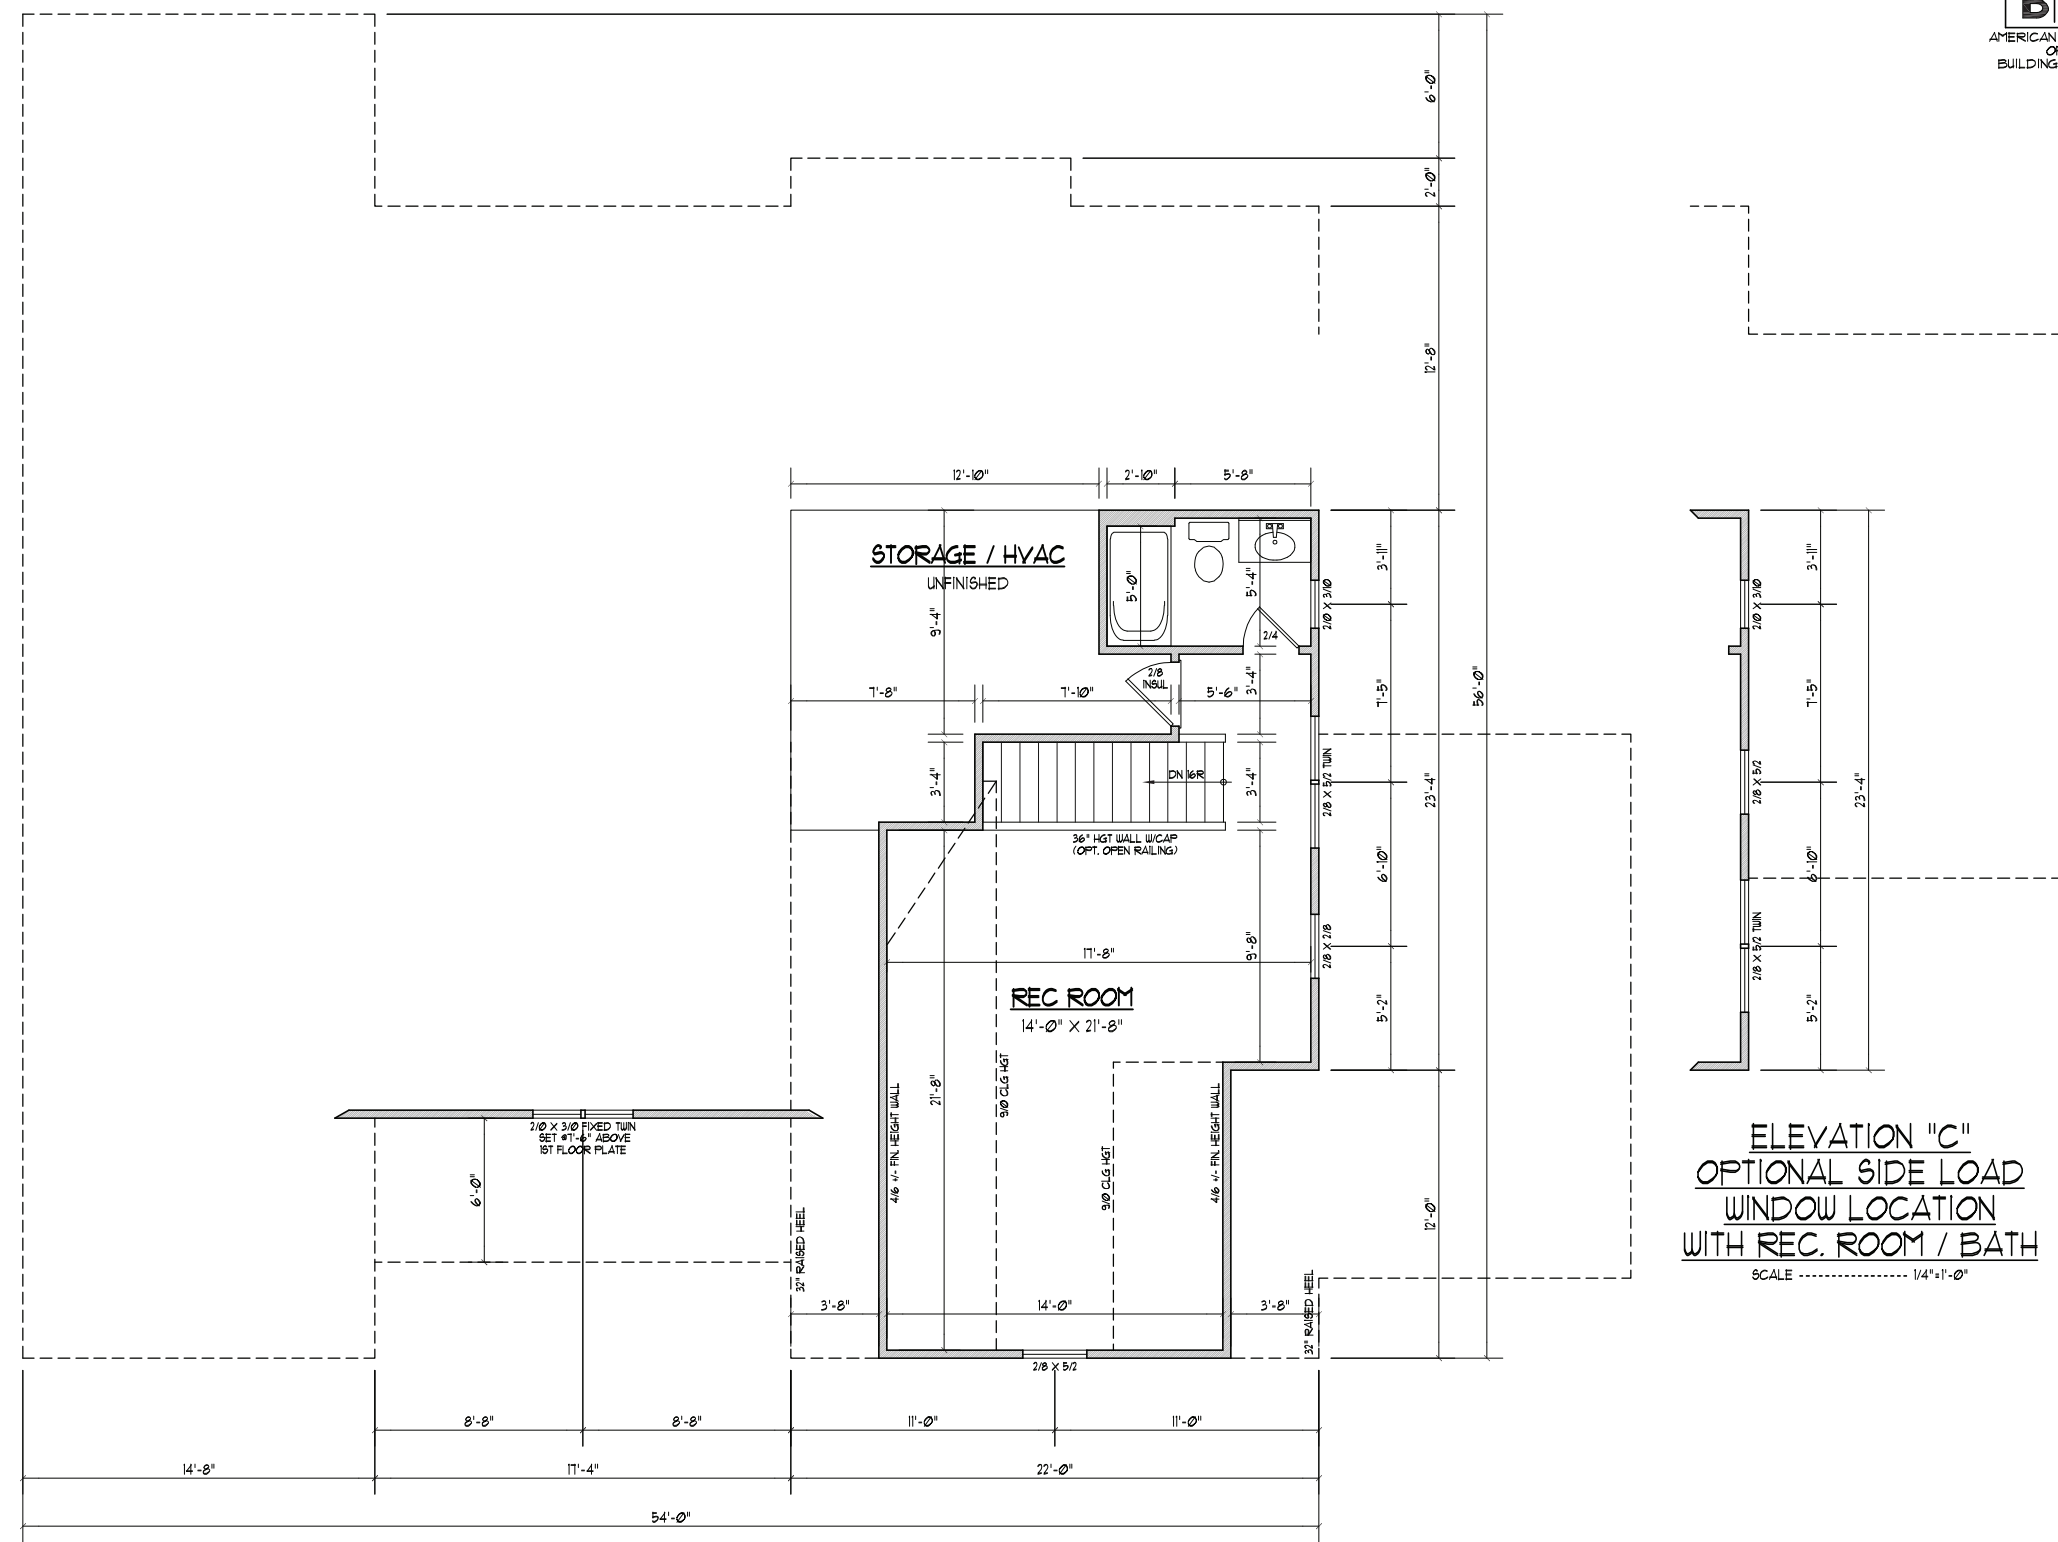 AMERICAN
BUILDING
6'-0"
2'-0"
12'-8"
12'-10"
2'-10"
5'-8"
STORAGE / HVAC
UNFINISHED
9'-4"
5'-0"
5'-4"
2/4
2/8
INSUL
3'-4"
7'-8"
7'-10"
5'-6"
3'-4"
DN 16R
3'-4"
36" HGT WALL W/CAP
(OPT. OPEN RAILING)
2/0 X 3/10
2/8 X 5/2 TWIN
2/8 X 2/8
3'-11"
7'-5"
6'-10"
5'-2"
23'-4"
56'-0"
12'-0"
17'-8"
9'-8"
REC ROOM
14'-0" X 21'-8"
21'-8"
4/6 +/- FIN. HEIGHT WALL
9/0 CLG HGT
9/0 CLG HGT
4/6 +/- FIN. HEIGHT WALL
2/0 X 3/0 FIXED TWIN
SET @7'-6" ABOVE
1ST FLOOR PLATE
6'-0"
32" RAISED HEEL
32" RAISED HEEL
3'-8"
14'-0"
3'-8"
2/8 X 5/2
8'-8"
8'-8"
11'-0"
11'-0"
14'-8"
17'-4"
22'-0"
54'-0"
2/0 X 3/10
2/8 X 5/2
2/8 X 5/2 TWIN
3'-11"
7'-5"
6'-10"
5'-2"
23'-4"
ELEVATION "C"
OPTIONAL SIDE LOAD
WINDOW LOCATION
WITH REC. ROOM / BATH
SCALE ------------------ 1/4"=1'-0"